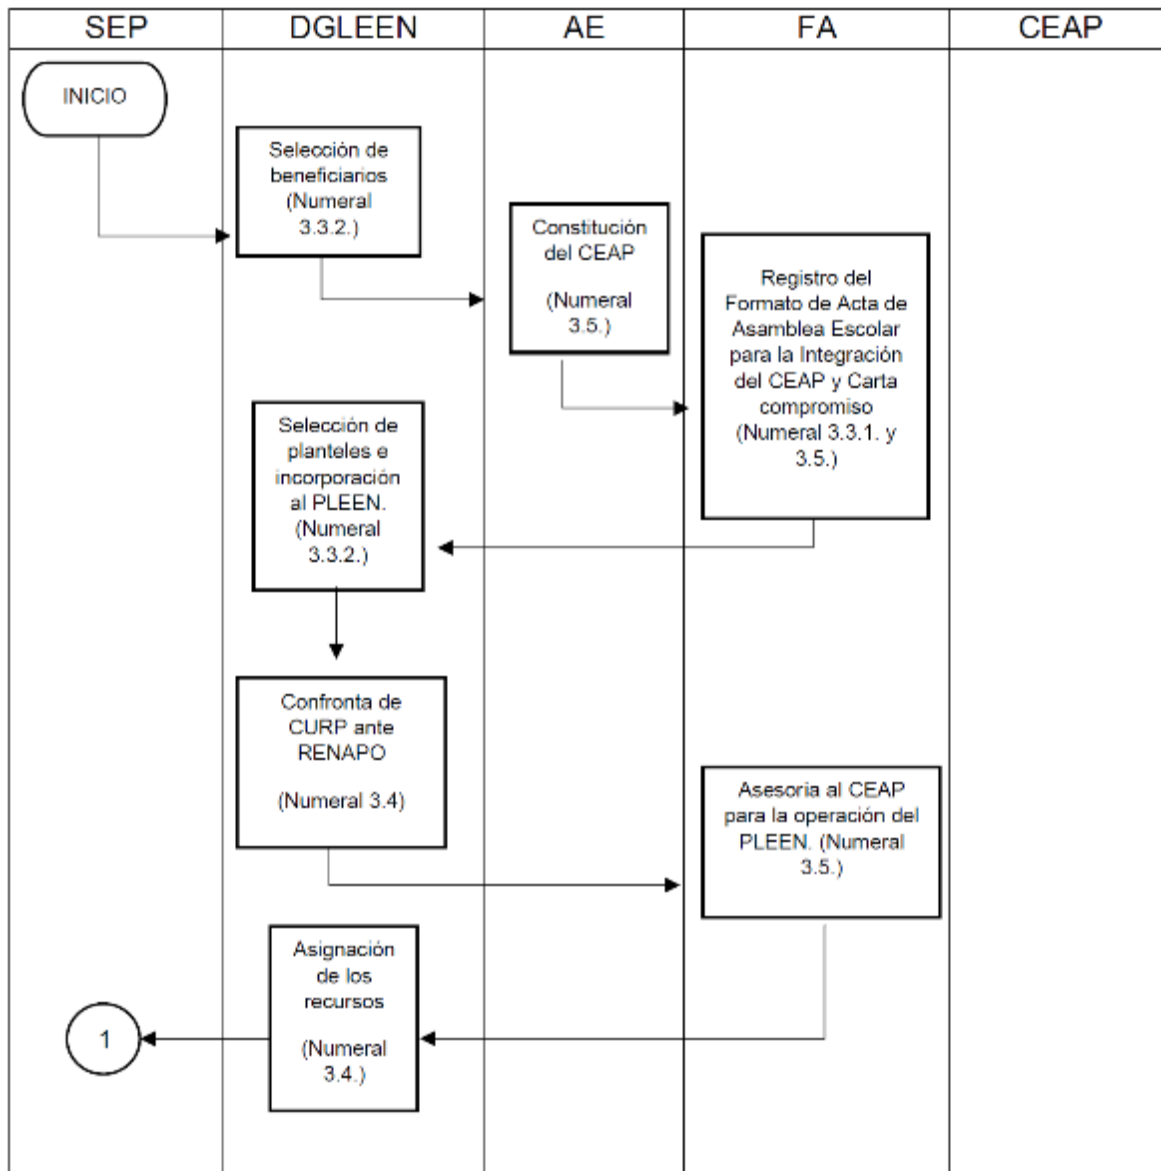 SEP DGLEEN AE FA CEAP
INICIO
Selección de
beneficiarios
(Numeral
3.3.2.)
Constitución
del CEAP
(Numeral
3.5.)
Registro del
Formato de Acta de
Asamblea Escolar
para la Integración
del CEAP y Carta
compromiso
(Numeral 3.3.1. y
3.5.)
Selección de
planteles e
incorporación
al PLEEN.
(Numeral
3.3.2.)
Confronta de
CURP ante
RENAPO
(Numeral 3.4)
Asesoria al CEAP
para la operación del
PLEEN. (Numeral
3.5.)
Asignación
de los
recursos
(Numeral
3.4.)
1